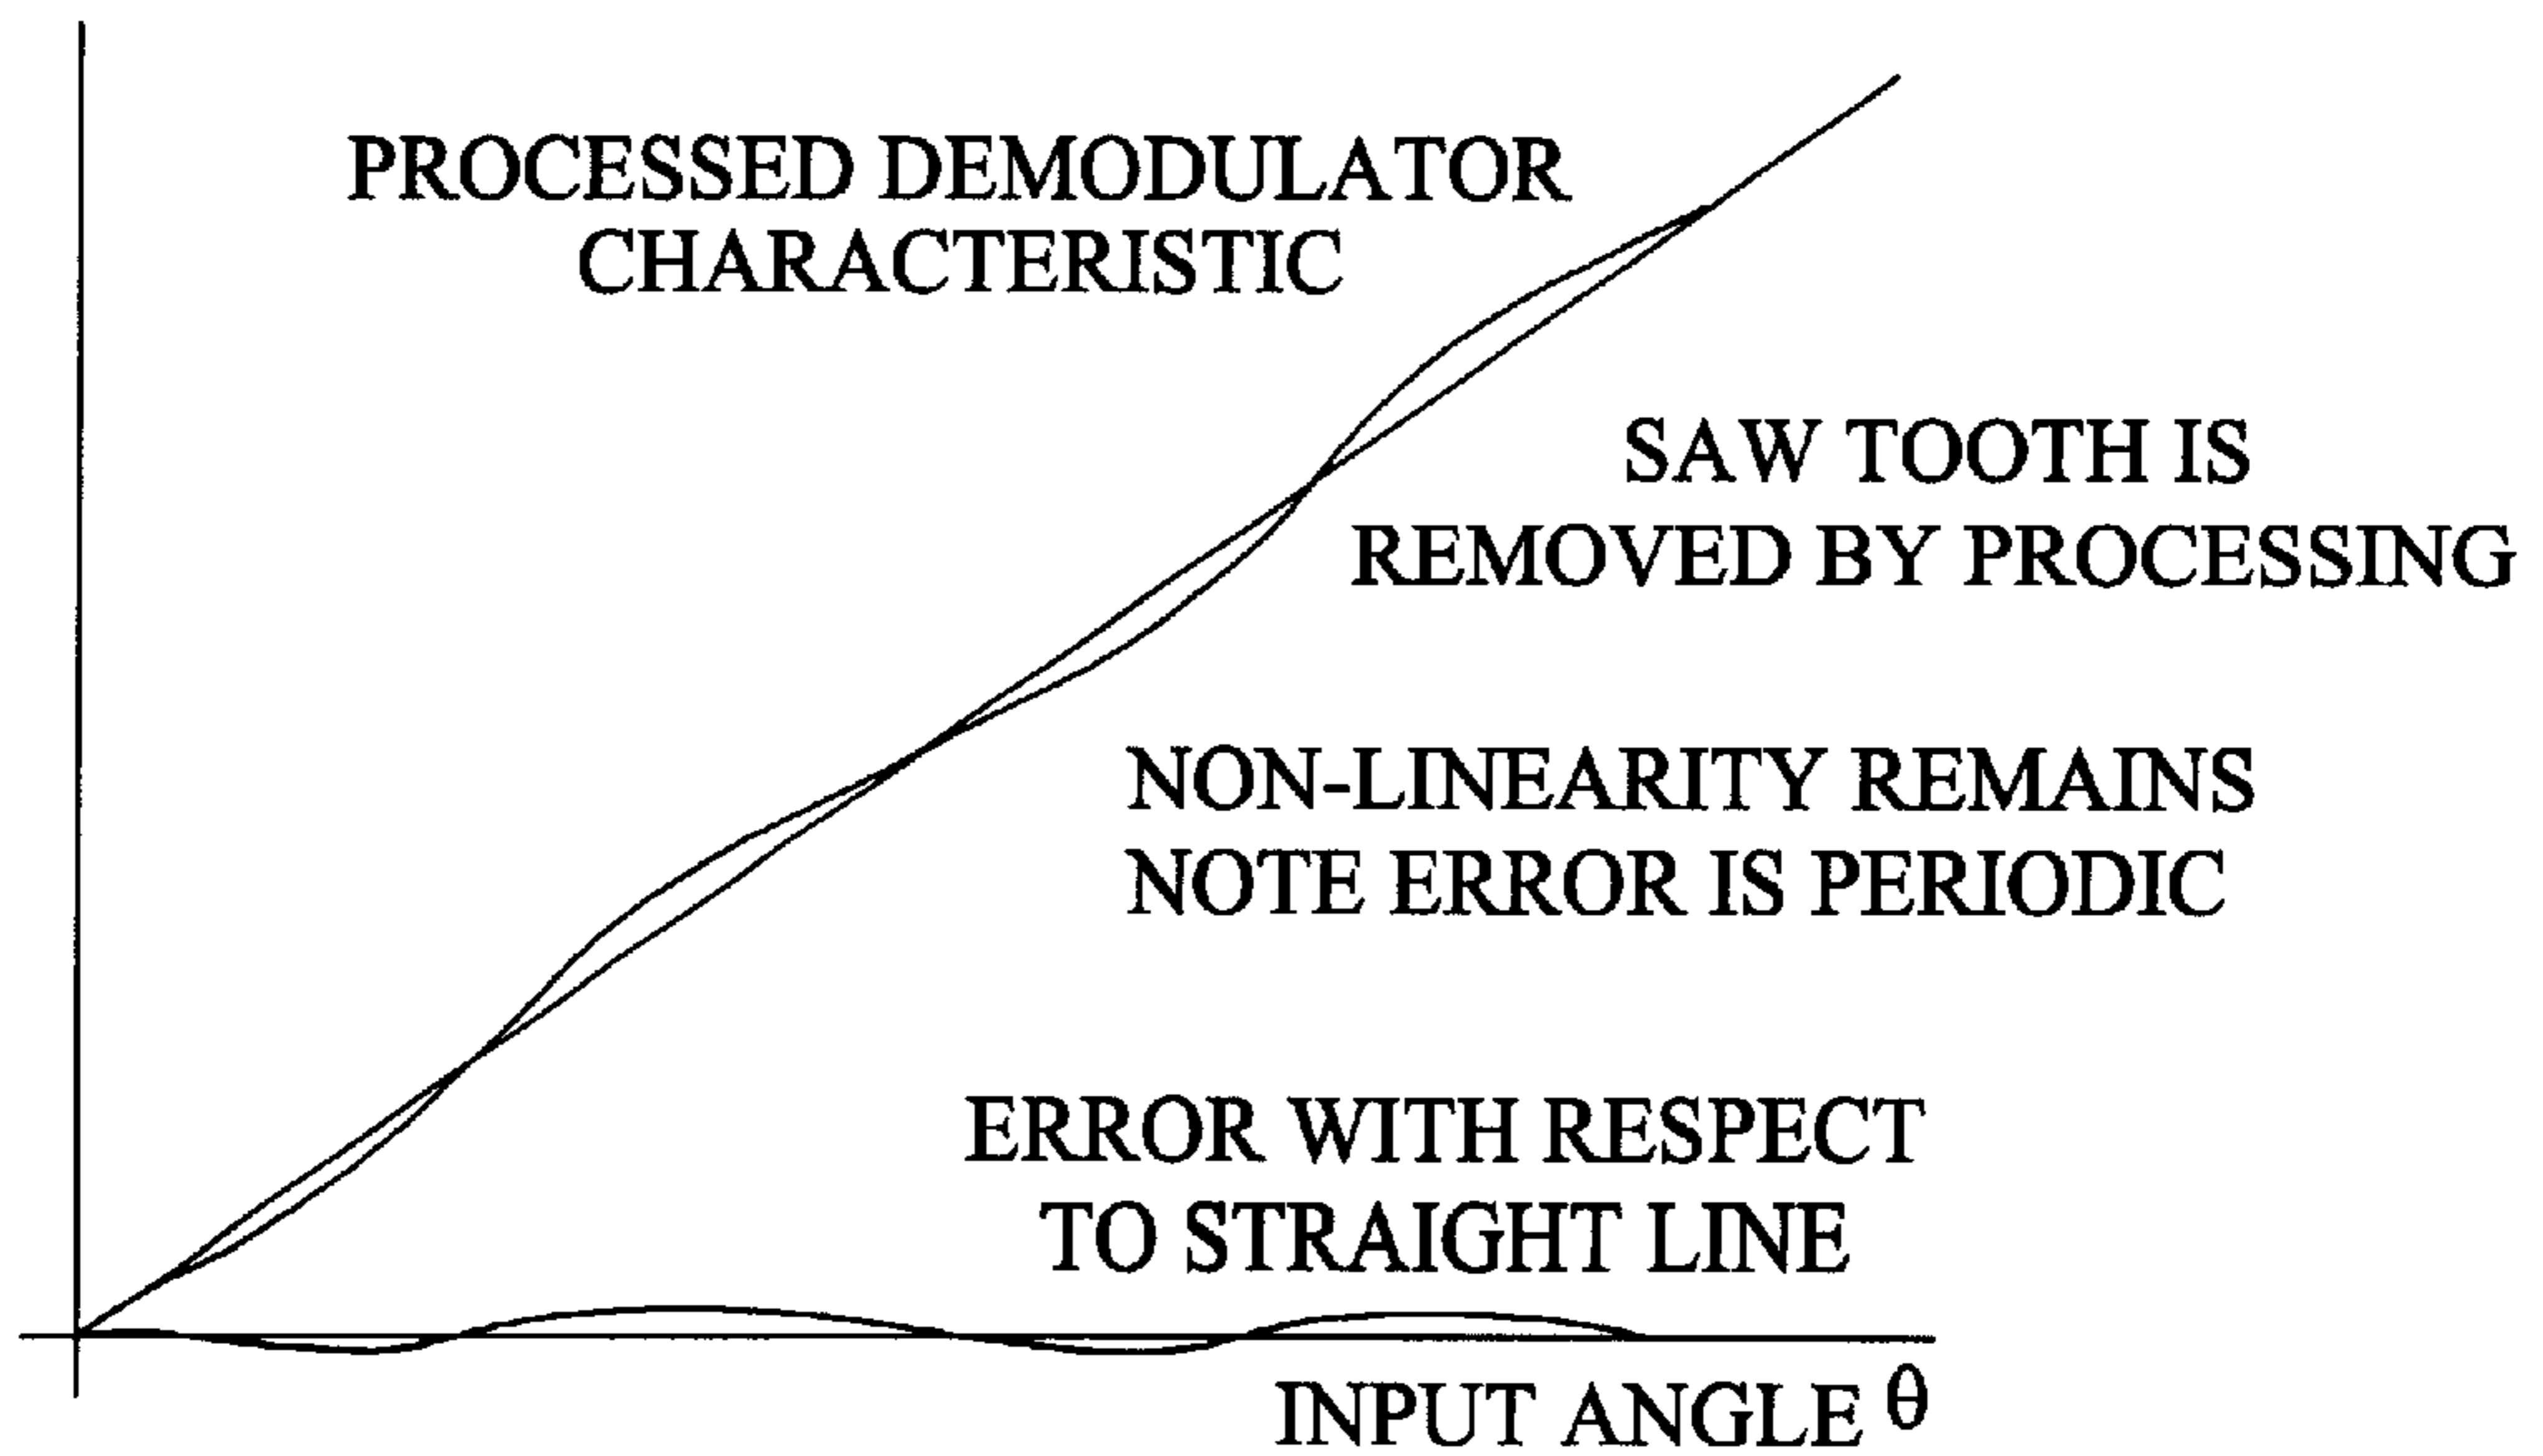 PROCESSED DEMODULATOR
CHARACTERISTIC
SAW TOOTH IS
REMOVED BY PROCESSING
NON-LINEARITY REMAINS
NOTE ERROR IS PERIODIC
ERROR WITH RESPECT
TO STRAIGHT LINE
INPUT ANGLE θ